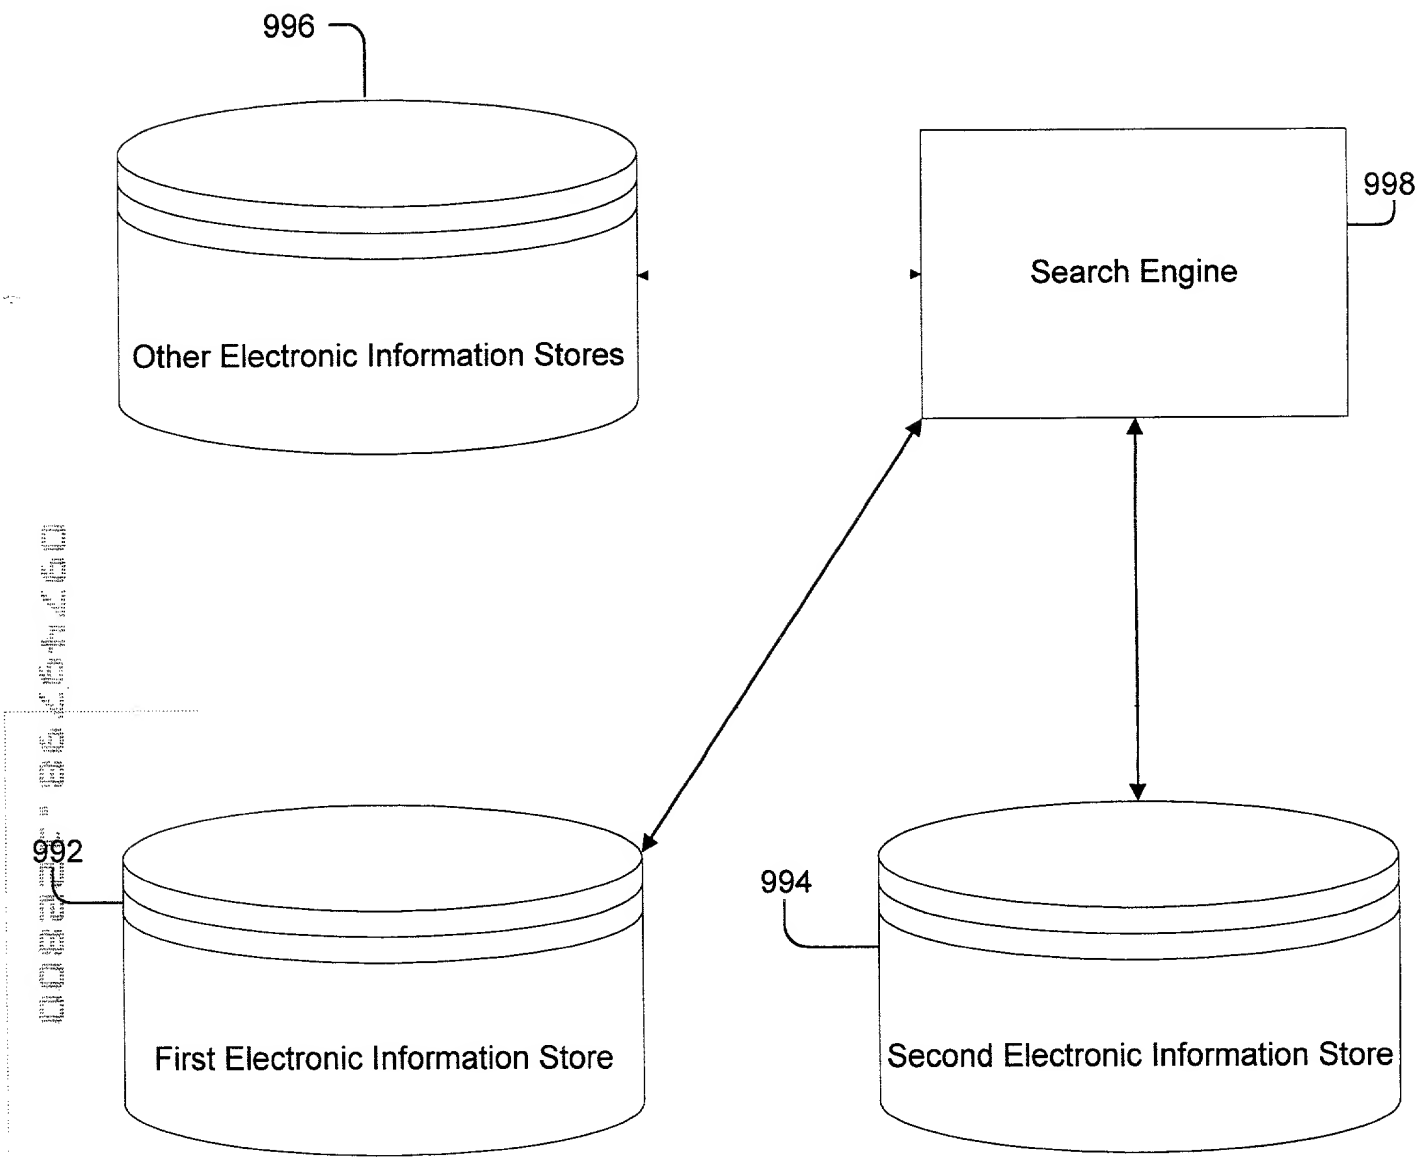 996
998
Search Engine
Other Electronic Information Stores
992
994
First Electronic Information Store
Second Electronic Information Store